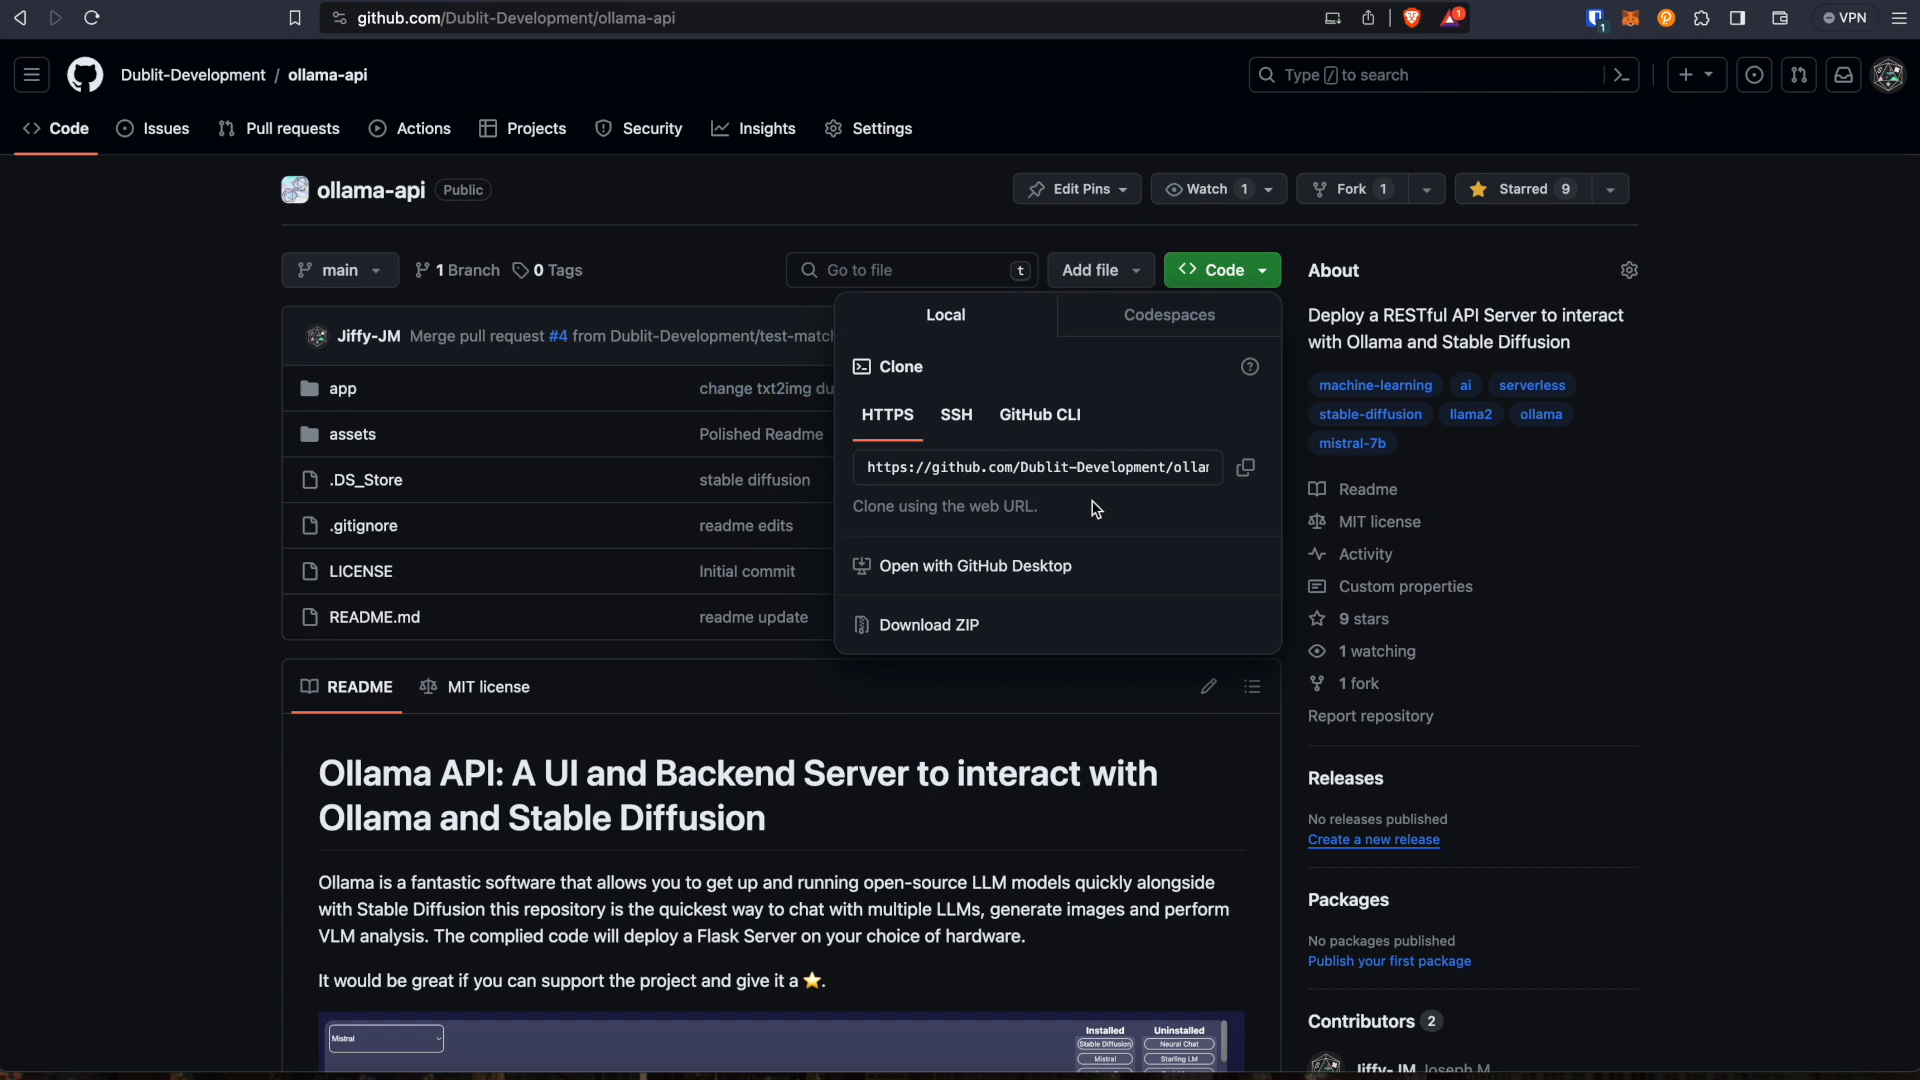 github.com/Dublit-Development/ollama-api
1
1
VPN
Dublit-Development / ollama-api
Type / to search
Code
Issues
Pull requests
Actions
Projects
Security
Insights
Settings
ollama-api
Public
Edit Pins
Watch 1
Fork 1
Starred 9
main
1 Branch
0 Tags
Go to file
t
Add file
Code
Jiffy-JM Merge pull request #4 from Dublit-Development/test-match
app
change txt2img du
assets
Polished Readme
.DS_Store
stable diffusion
.gitignore
readme edits
LICENSE
Initial commit
README.md
readme update
Local
Codespaces
Clone
HTTPS
SSH
GitHub CLI
https://github.com/Dublit-Development/ollar
Clone using the web URL.
Open with GitHub Desktop
Download ZIP
About
Deploy a RESTful API Server to interact
with Ollama and Stable Diffusion
machine-learning
ai
serverless
stable-diffusion
llama2
ollama
mistral-7b
Readme
MIT license
Activity
Custom properties
9 stars
1 watching
1 fork
Report repository
Releases
No releases published
Create a new release
Packages
No packages published
Publish your first package
Contributors 2
Jiffy-JM Joseph M
README
MIT license
Ollama API: A UI and Backend Server to interact with
Ollama and Stable Diffusion
Ollama is a fantastic software that allows you to get up and running open-source LLM models quickly alongside
with Stable Diffusion this repository is the quickest way to chat with multiple LLMs, generate images and perform
VLM analysis. The complied code will deploy a Flask Server on your choice of hardware.
It would be great if you can support the project and give it a ⭐.
Mistral
Installed
Uninstalled
Stable Diffusion
Neural Chat
Mistral
Starling LM